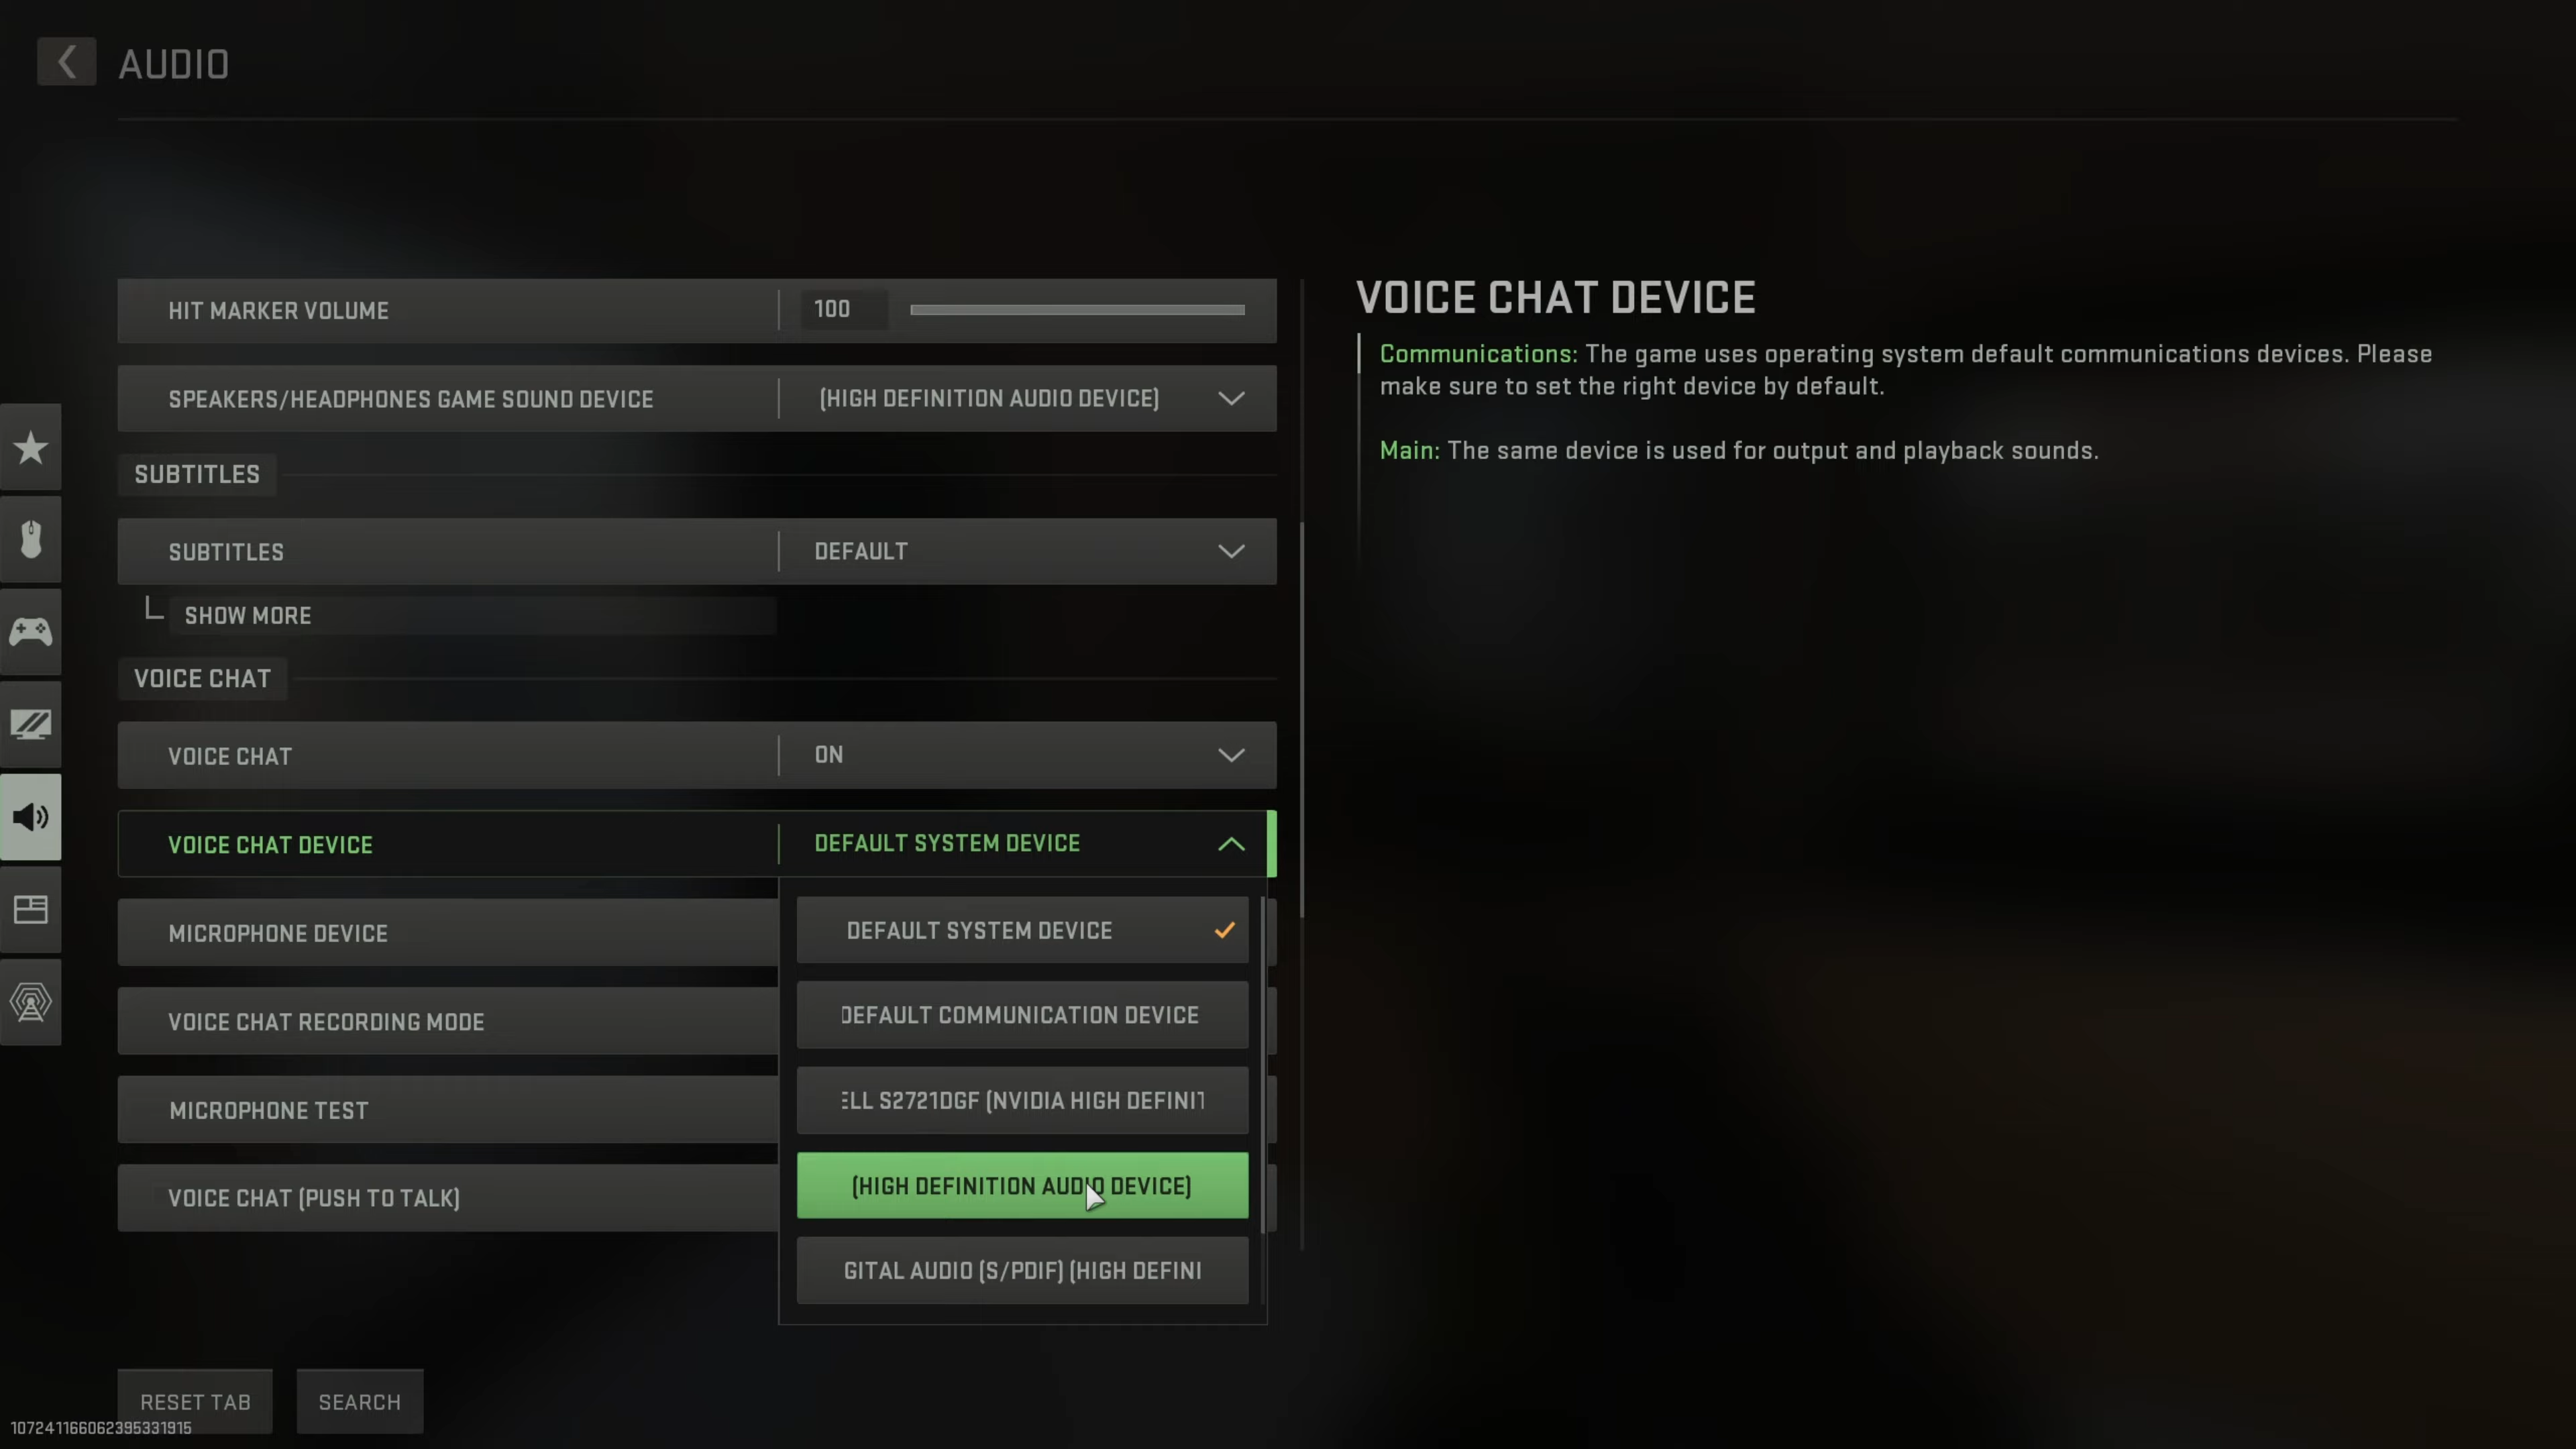 AUDIO
HIT MARKER VOLUME 100
SPEAKERS/HEADPHONES GAME SOUND DEVICE (HIGH DEFINITION AUDIO DEVICE)
SUBTITLES
SUBTITLES DEFAULT
SHOW MORE
VOICE CHAT
VOICE CHAT ON
VOICE CHAT DEVICE DEFAULT SYSTEM DEVICE
DEFAULT SYSTEM DEVICE
MICROPHONE DEVICE
DEFAULT COMMUNICATION DEVICE
VOICE CHAT RECORDING MODE
ELL S2721DGF (NVIDIA HIGH DEFINIT
MICROPHONE TEST
(HIGH DEFINITION AUDIO DEVICE)
VOICE CHAT (PUSH TO TALK)
GITAL AUDIO (S/PDIF) (HIGH DEFINI
VOICE CHAT DEVICE
Communications: The game uses operating system default communications devices. Please
make sure to set the right device by default.
Main: The same device is used for output and playback sounds.
RESET TAB SEARCH
107241166062395331915